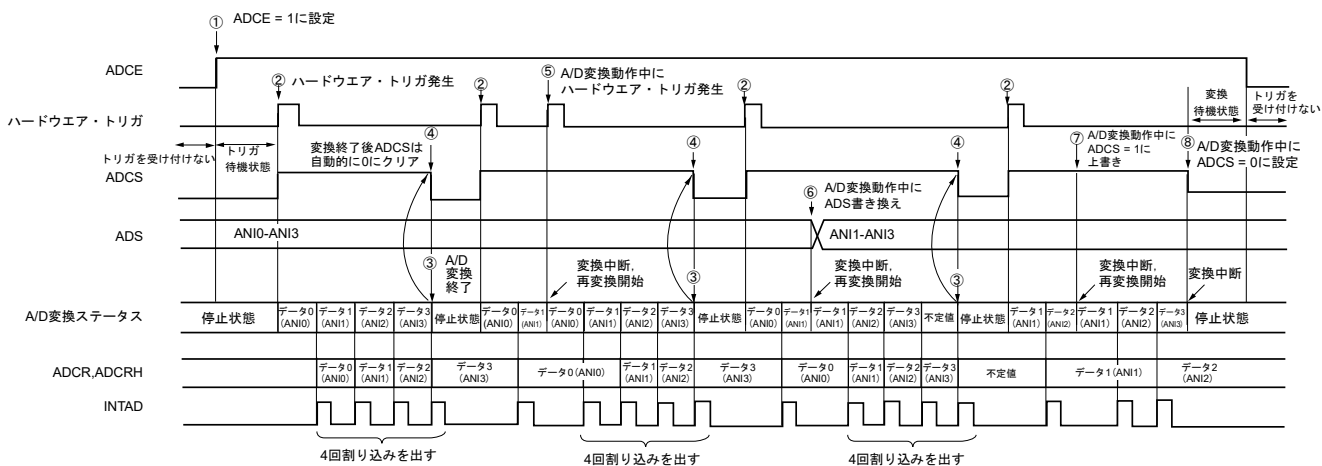 ① ADCE = 1に設定
ADCE
② ハードウエア・トリガ発生
②
⑤ A/D変換動作中に
ハードウエア・トリガ発生
②
②
変換
待機状態
トリガを
受け付けない
ハードウエア・トリガ
トリガを受け付けない
トリガ
待機状態
変換終了後ADCSは
自動的に0にクリア
④
④
④
⑦ A/D変換動作中に
ADCS = 1に
上書き
⑧ A/D変換動作中に
ADCS = 0に設定
ADCS
⑥ A/D変換動作中に
ADS書き換え
ADS
ANI0-ANI3
ANI1-ANI3
③ A/D
変換
終了
変換中断,
再変換開始
③
変換中断,
再変換開始
③
変換中断,
再変換開始
変換中断
A/D変換ステータス
停止状態
データ0
(ANI0)
データ1
(ANI1)
データ2
(ANI2)
データ3
(ANI3)
停止状態
データ0
(ANI0)
データ1
(ANI1)
データ0
(ANI0)
データ1
(ANI1)
データ2
(ANI2)
データ3
(ANI3)
停止状態
データ0
(ANI0)
データ1
(ANI1)
データ1
(ANI1)
データ2
(ANI2)
データ3
(ANI3)
不定値
停止状態
データ1
(ANI1)
データ2
(ANI2)
データ1
(ANI1)
データ2
(ANI2)
データ3
(ANI3)
停止状態
ADCR,ADCRH
データ0
(ANI0)
データ1
(ANI1)
データ2
(ANI2)
データ3
(ANI3)
データ0 (ANI0)
データ1
(ANI1)
データ2
(ANI2)
データ3
(ANI3)
データ0
(ANI0)
データ1
(ANI1)
データ2
(ANI2)
データ3
(ANI3)
不定値
データ1 (ANI1)
データ2
(ANI2)
INTAD
4回割り込みを出す
4回割り込みを出す
4回割り込みを出す